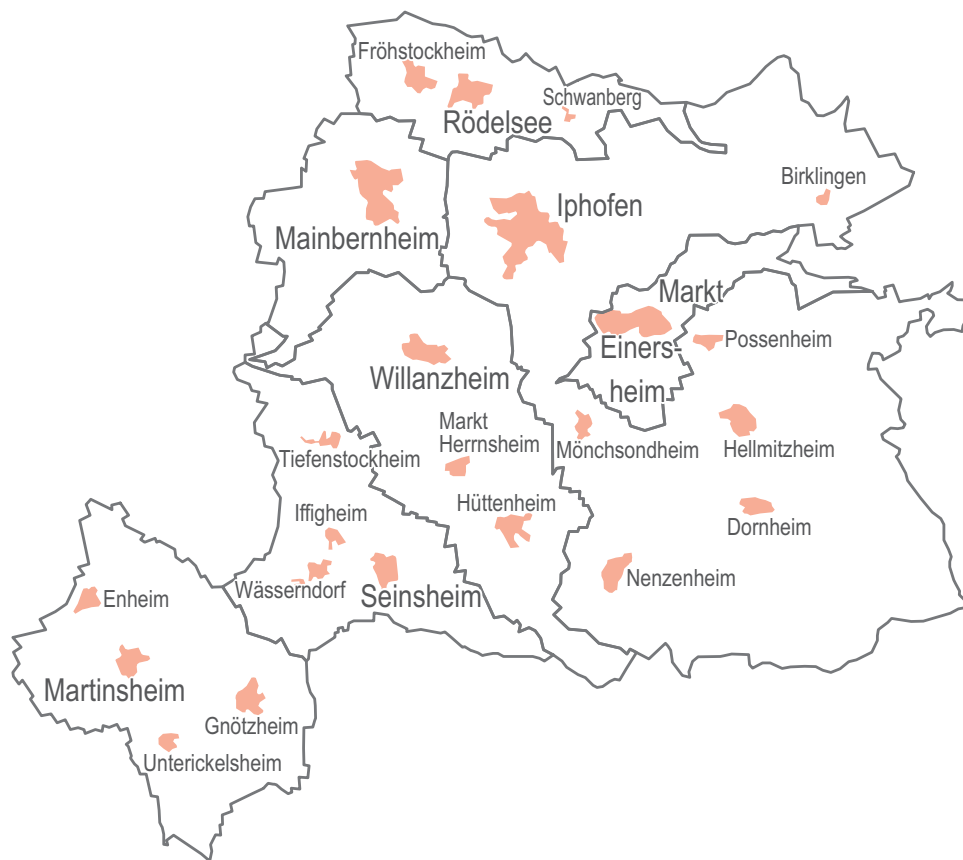 Fröhstockheim
Schwanberg
Rödelsee
Birklingen
Iphofen
Mainbernheim
Markt
Einers-
heim
Possenheim
Willanzheim
Markt
Herrnsheim
Mönchsondheim
Hellmitzheim
Tiefenstockheim
Hüttenheim
Iffigheim
Dornheim
Nenzenheim
Wässerndorf
Seinsheim
Enheim
Martinsheim
Gnötzheim
Unterickelsheim